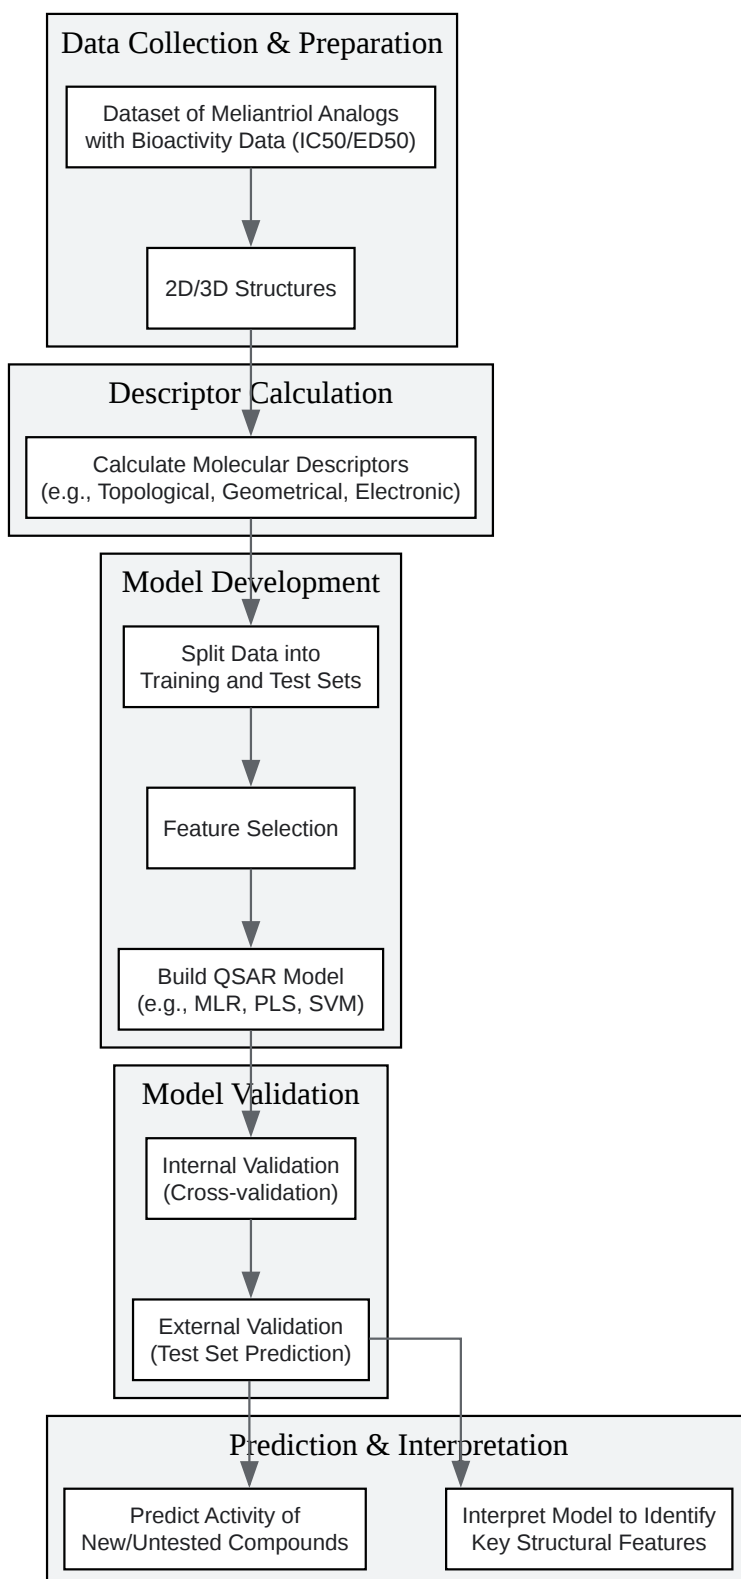 Data Collection & Preparation
Dataset of Meliantriol Analogs
with Bioactivity Data (IC50/ED50)
2D/3D Structures
Descriptor Calculation
Calculate Molecular Descriptors
(e.g., Topological, Geometrical, Electronic)
Model Development
Split Data into
Training and Test Sets
Feature Selection
Build QSAR Model
(e.g., MLR, PLS, SVM)
Model Validation
Internal Validation
(Cross-validation)
External Validation
(Test Set Prediction)
Prediction & Interpretation
Predict Activity of
New/Untested Compounds
Interpret Model to Identify
Key Structural Features